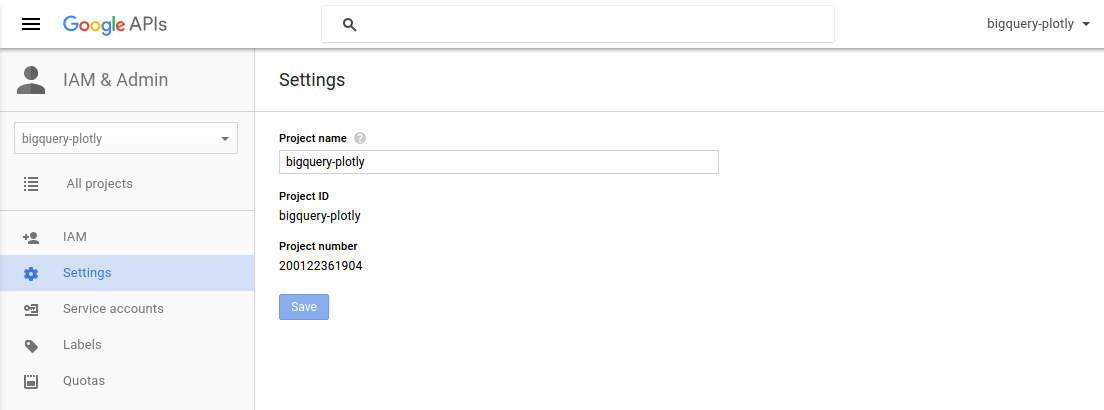 Google APIs
bigquery-plotly
IAM & Admin
bigquery-plotly
All projects
IAM
Settings
Service accounts
Labels
Quotas
Settings
Project name ?
bigquery-plotly
Project ID
bigquery-plotly
Project number
200122361904
Save